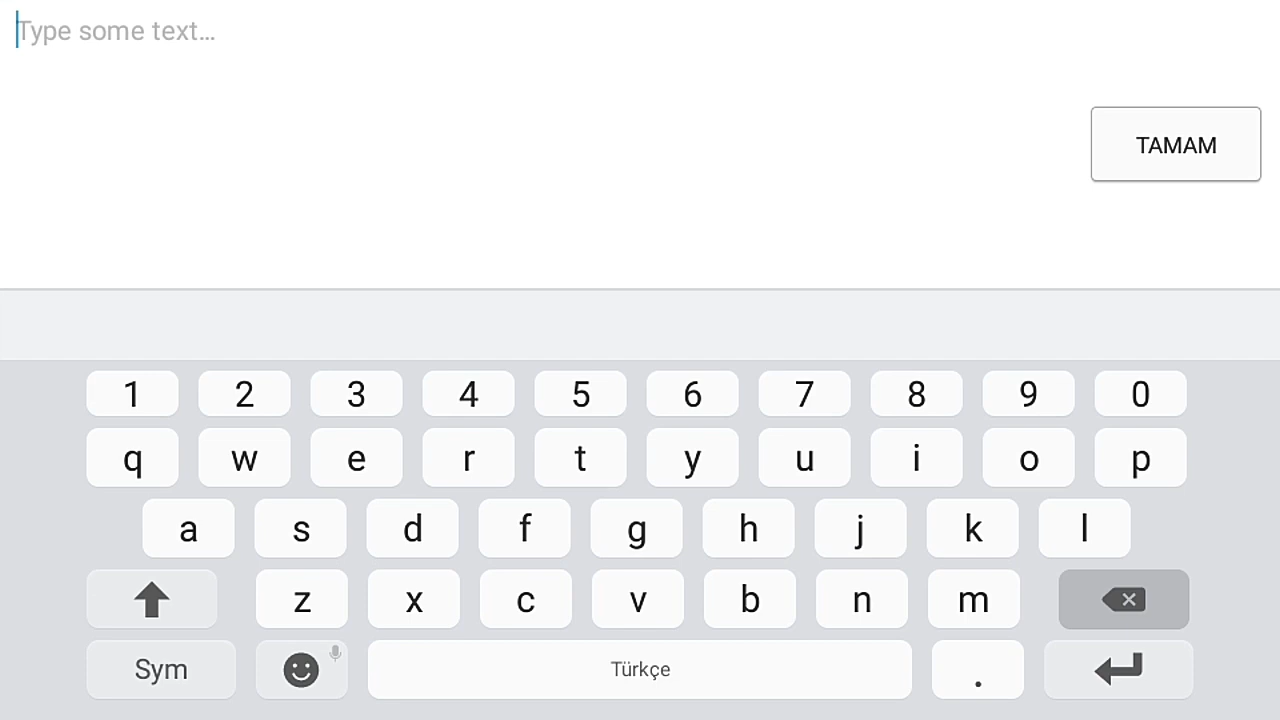 Type some text...
TAMAM
1 2 3 4 5 6 7 8 9 0
q w e r t y u i o p
a s d f g h j k l
z x c v b n m
Sym Türkçe .